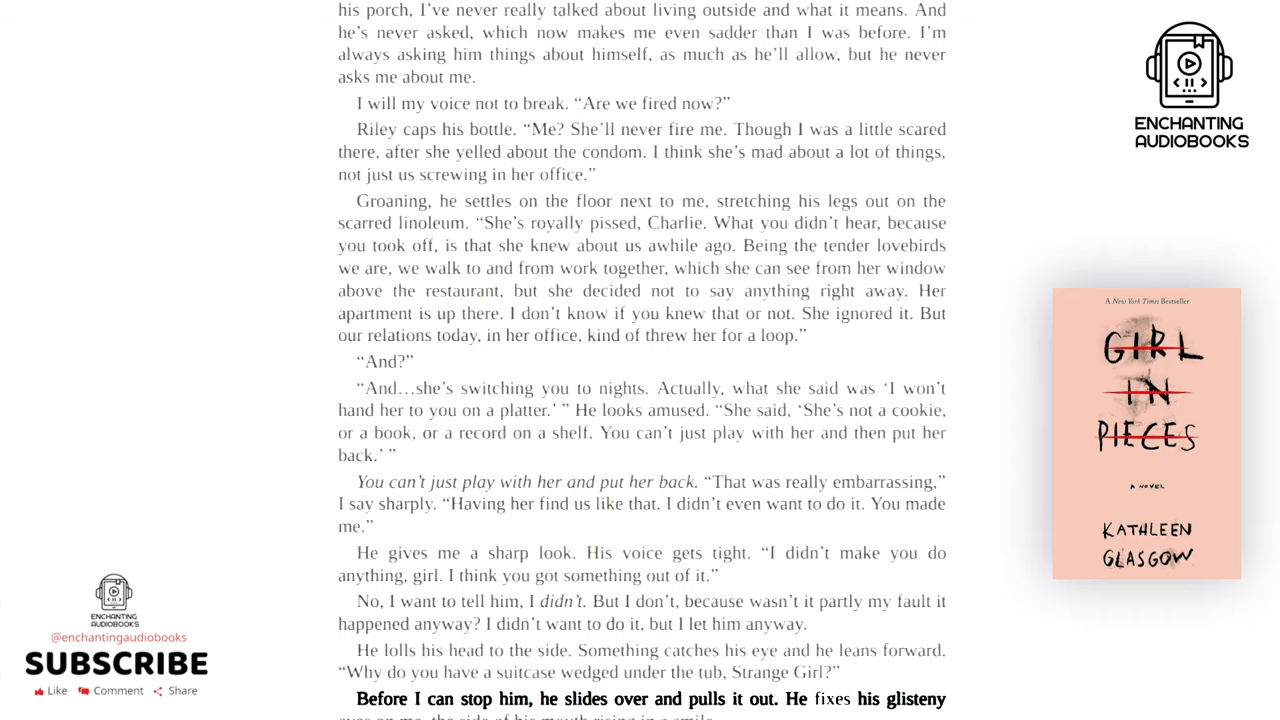 his porch, I've never really talked about living outside and what it means. And
he's never asked, which now makes me even sadder than I was before. I'm
always asking him things about himself, as much as he'll allow, but he never
asks me about me.
I will my voice not to break. “Are we fired now?”
Riley caps his bottle. “Me? She'll never fire me. Though I was a little scared
there, after she yelled about the condom. I think she's mad about a lot of things,
not just us screwing in her office.”
Groaning, he settles on the floor next to me, stretching his legs out on the
scarred linoleum. “She's royally pissed, Charlie. What you didn't hear, because
you took off, is that she knew about us awhile ago. Being the tender lovebirds
we are, we walk to and from work together, which she can see from her window
above the restaurant, but she decided not to say anything right away. Her
apartment is up there. I don't know if you knew that or not. She ignored it. But
our relations today, in her office, kind of threw her for a loop.”
“And?”
“And…she's switching you to nights. Actually, what she said was ‘I won't
hand her to you on a platter.’ ” He looks amused. “She said, ‘She's not a cookie,
or a book, or a record on a shelf. You can't just play with her and then put her
back.’ ”
You can't just play with her and put her back. “That was really embarrassing,”
I say sharply. “Having her find us like that. I didn't even want to do it. You made
me.”
He gives me a sharp look. His voice gets tight. “I didn't make you do
anything, girl. I think you got something out of it.”
No, I want to tell him, I didn't. But I don't, because wasn't it partly my fault it
happened anyway? I didn't want to do it, but I let him anyway.
He lolls his head to the side. Something catches his eye and he leans forward.
“Why do you have a suitcase wedged under the tub, Strange Girl?”
Before I can stop him, he slides over and pulls it out. He fixes his glisteny
eyes on me, the side of his mouth rising in a smile.
ENCHANTING
AUDIOBOOKS
A New York Times Bestseller
GIRL
IN
PIECES
A NOVEL
KATHLEEN
GLASGOW
ENCHANTING
AUDIOBOOKS
@enchantingaudiobooks
SUBSCRIBE
Like Comment Share